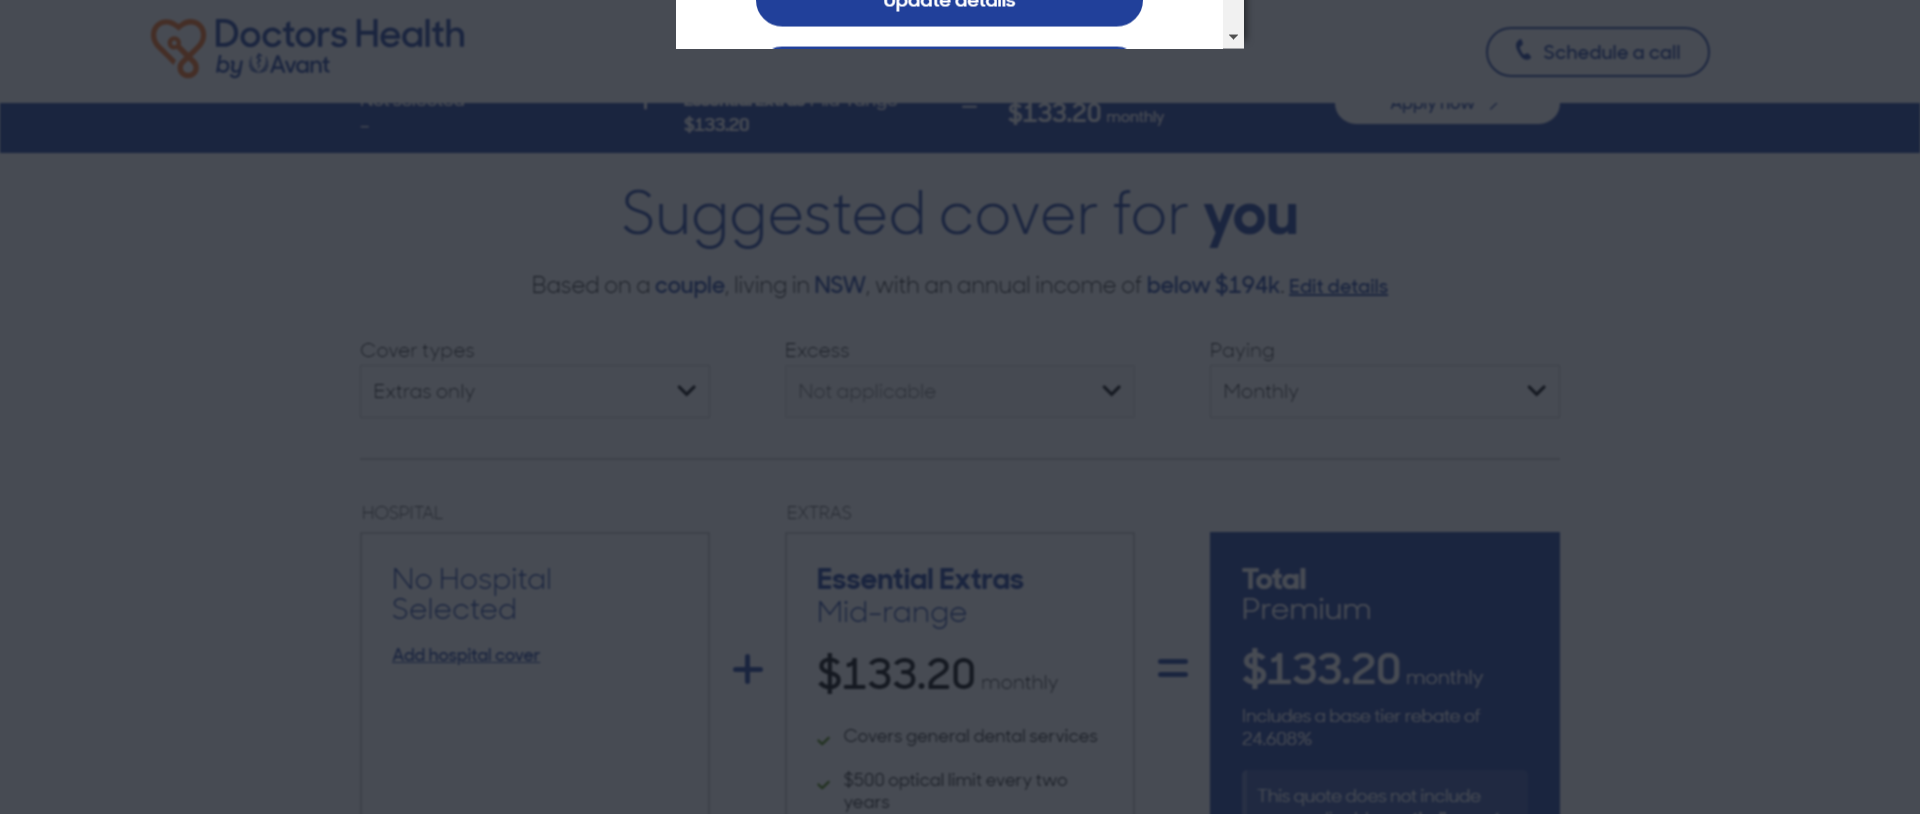 Update details
Doctors Health
by Avant
Schedule a call
$133.20
–
$133.20 monthly
Apply now
Suggested cover for you
Based on a couple, living in NSW, with an annual income of below $194k. Edit details
Cover types
Excess
Paying
Extras only
Not applicable
Monthly
HOSPITAL
EXTRAS
No Hospital
Selected
Add hospital cover
+
Essential Extras
Mid-range
$133.20 monthly
Covers general dental services
$500 optical limit every two
years
=
Total
Premium
$133.20 monthly
Includes a base tier rebate of
24.608%
This quote does not include